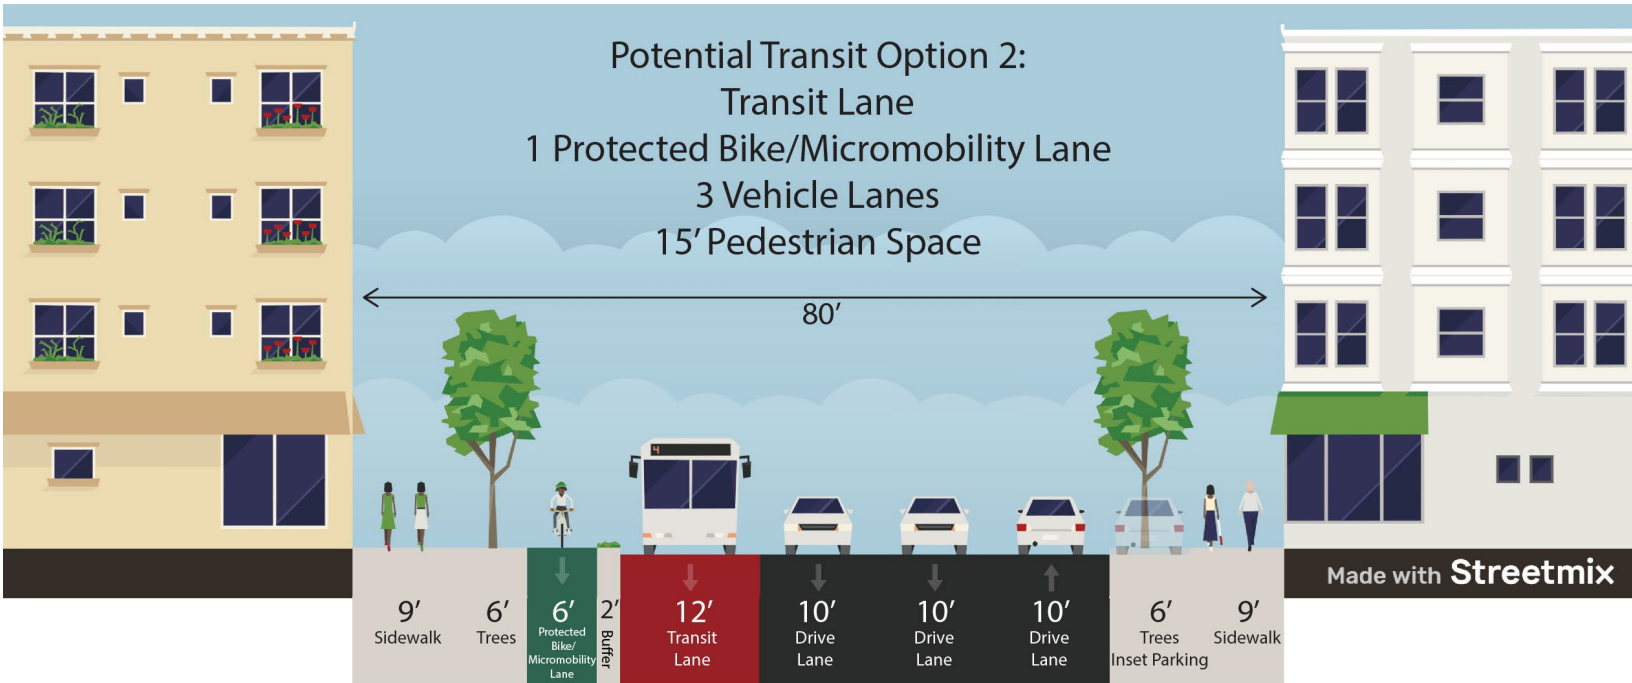 Potential Transit Option 2:
Transit Lane
1 Protected Bike/Micromobility Lane
3 Vehicle Lanes
15’ Pedestrian Space
80’
4
9’
Sidewalk
6’
Trees
6’
Protected
Bike/
Micromobility
Lane
2’
Buffer
12’
Transit
Lane
10’
Drive
Lane
10’
Drive
Lane
10’
Drive
Lane
6’
Trees
Inset Parking
9’
Sidewalk
Made with Streetmix